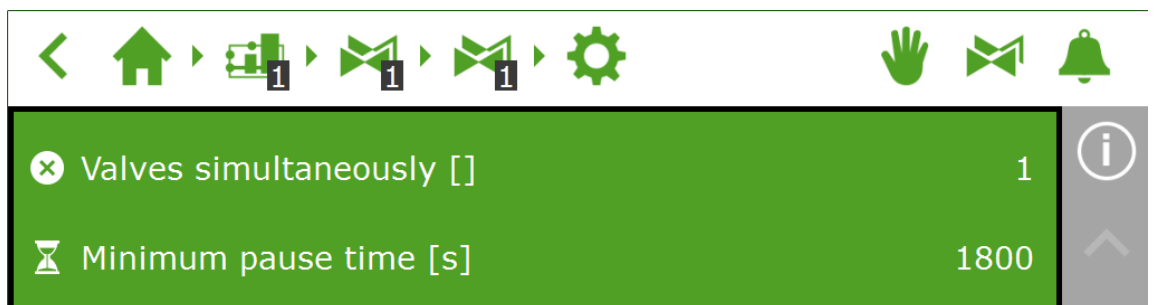 1 1 1
Valves simultaneously [] 1
Minimum pause time [s] 1800